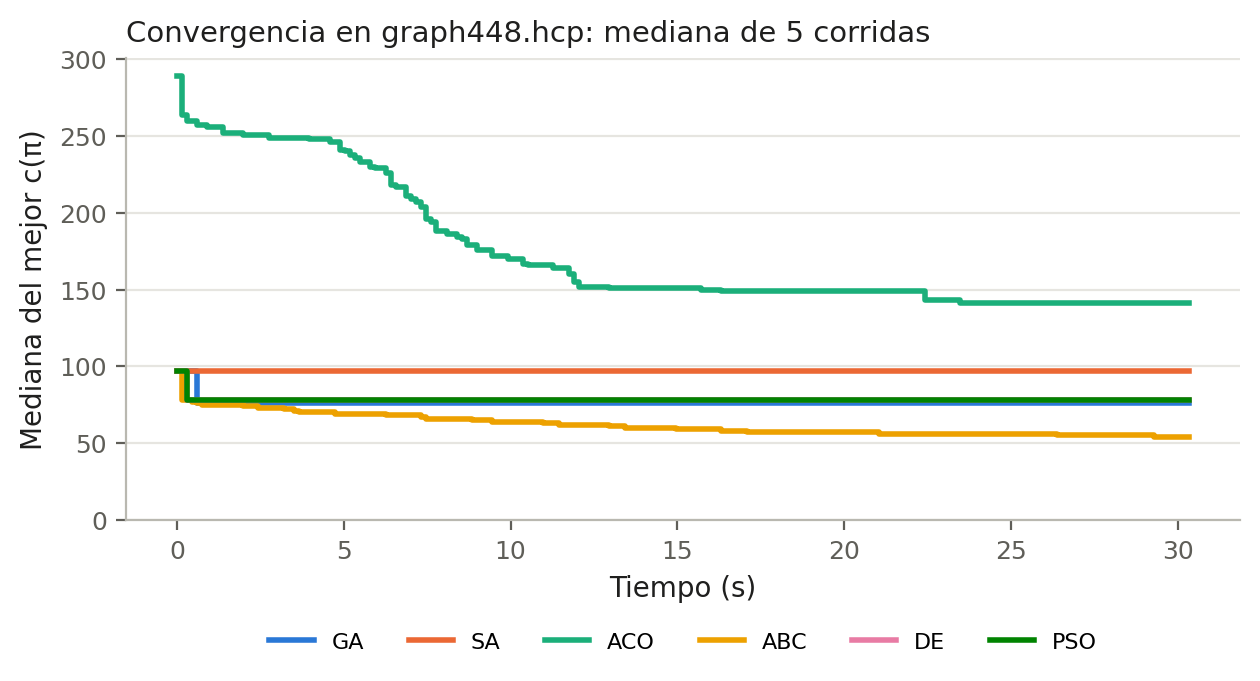 Convergencia en graph448.hcp: mediana de 5 corridas
300
250
200
150
100
50
0
Mediana del mejor c(π)
0 5 10 15 20 25 30
Tiempo (s)
GA SA ACO ABC DE PSO